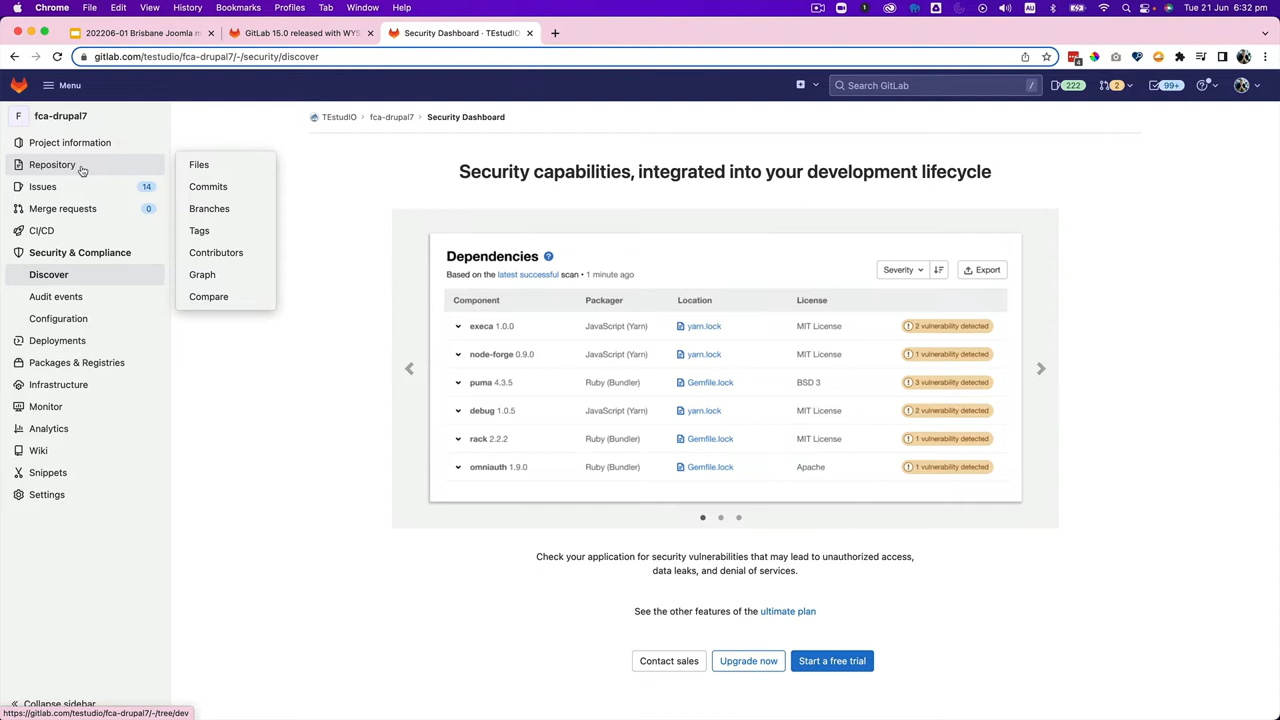 Chrome File Edit View History Bookmarks Profiles Tab Window Help
4 1 AU Tue 21 Jun 6:32 pm
202206-01 Brisbane Joomla m
GitLab 15.0 released with WYS
Security Dashboard · TEstudIO
gitlab.com/testudio/fca-drupal7/-/security/discover
4
Menu
Search GitLab
/
222
2
99+
F fca-drupal7
Project information
Repository
Issues 14
Merge requests 0
CI/CD
Security & Compliance
Discover
Audit events
Configuration
Deployments
Packages & Registries
Infrastructure
Monitor
Analytics
Wiki
Snippets
Settings
Collapse sidebar
https://gitlab.com/testudio/fca-drupal7/-/tree/dev
Files
Commits
Branches
Tags
Contributors
Graph
Compare
TEstudIO › fca-drupal7 › Security Dashboard
Security capabilities, integrated into your development lifecycle
Dependencies ?
Based on the latest successful scan • 1 minute ago
Severity
Export
Component Packager Location License
execa 1.0.0 JavaScript (Yarn) yarn.lock MIT License 2 vulnerability detected
node-forge 0.9.0 JavaScript (Yarn) yarn.lock MIT License 1 vulnerability detected
puma 4.3.5 Ruby (Bundler) Gemfile.lock BSD 3 3 vulnerability detected
debug 1.0.5 JavaScript (Yarn) yarn.lock MIT License 2 vulnerability detected
rack 2.2.2 Ruby (Bundler) Gemfile.lock MIT License 1 vulnerability detected
omniauth 1.9.0 Ruby (Bundler) Gemfile.lock Apache 1 vulnerability detected
Check your application for security vulnerabilities that may lead to unauthorized access,
data leaks, and denial of services.
See the other features of the ultimate plan
Contact sales
Upgrade now
Start a free trial